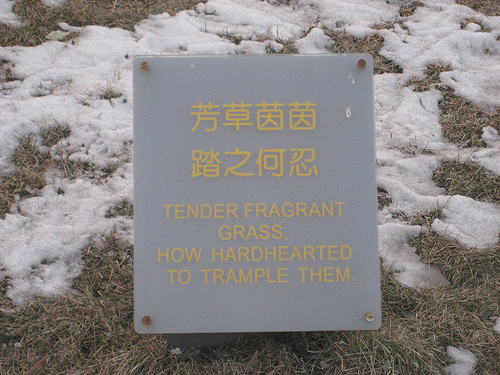 芳草茵茵
踏之何忍
TENDER FRAGRANT
GRASS,
HOW HARDHEARTED
TO TRAMPLE THEM.